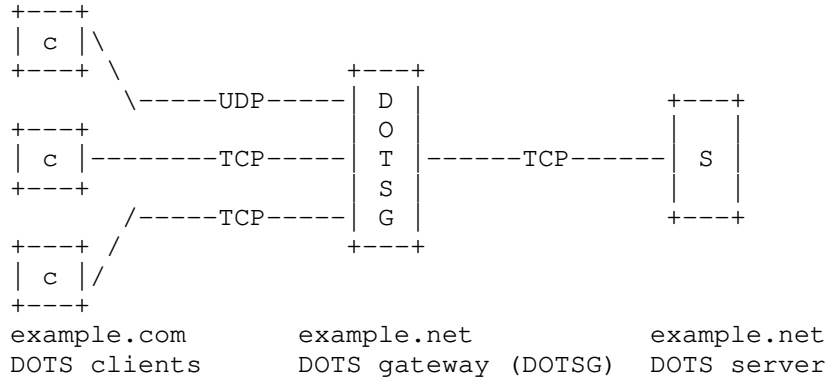 +---+
| c |\
+---+ \              +---+
       \-----UDP-----| D |               +---+
+---+                | O |               |   |
| c |--------TCP-----| T |------TCP------| S |
+---+                | S |               |   |
       /-----TCP-----| G |               +---+
+---+ /              +---+
| c |/
+---+
example.com       example.net            example.net
DOTS clients      DOTS gateway (DOTSG)   DOTS server